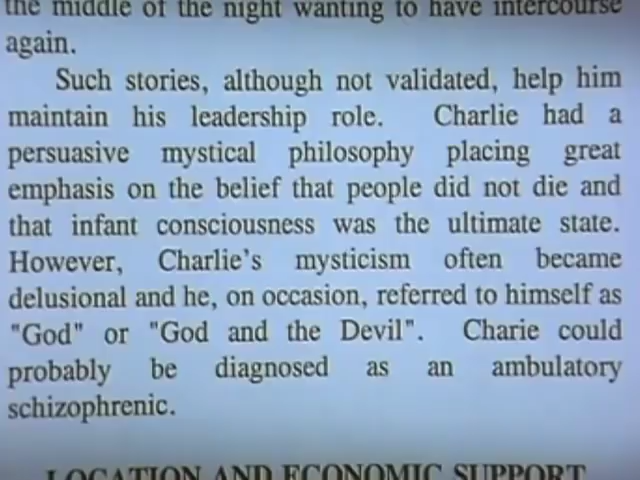 the middle of the night wanting to have intercourse
again.
Such stories, although not validated, help him
maintain his leadership role. Charlie had a
persuasive mystical philosophy placing great
emphasis on the belief that people did not die and
that infant consciousness was the ultimate state.
However, Charlie's mysticism often became
delusional and he, on occasion, referred to himself as
"God" or "God and the Devil". Charie could
probably be diagnosed as an ambulatory
schizophrenic.
LOCATION AND ECONOMIC SUPPORT